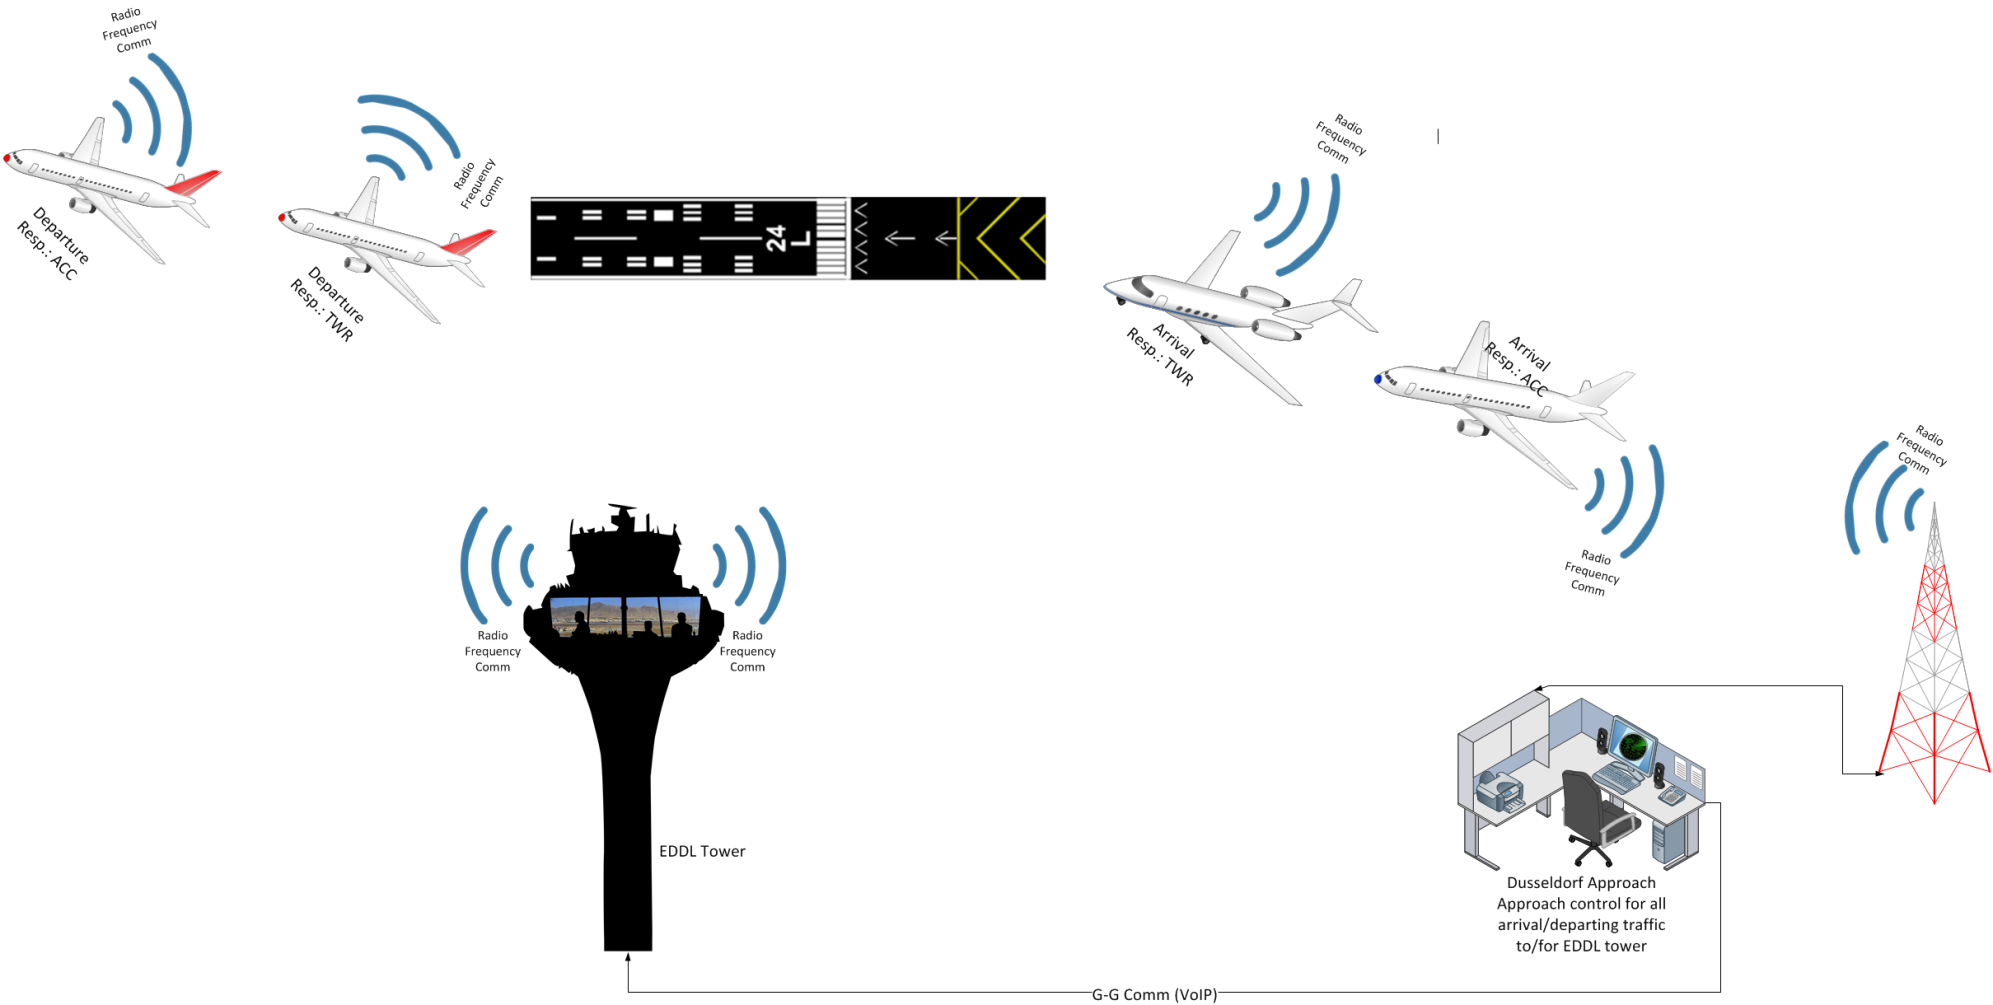 Radio
Frequency
Comm
Departure
Resp.: ACC
Radio
Frequency
Comm
Departure
Resp.: TWR
24
L
Radio
Frequency
Comm
Arrival
Resp.: TWR
Arrival
Resp.: ACC
Radio
Frequency
Comm
Radio
Frequency
Comm
Radio
Frequency
Comm
Radio
Frequency
Comm
EDDL Tower
Dusseldorf Approach
Approach control for all
arrival/departing traffic
to/for EDDL tower
G-G Comm (VoIP)